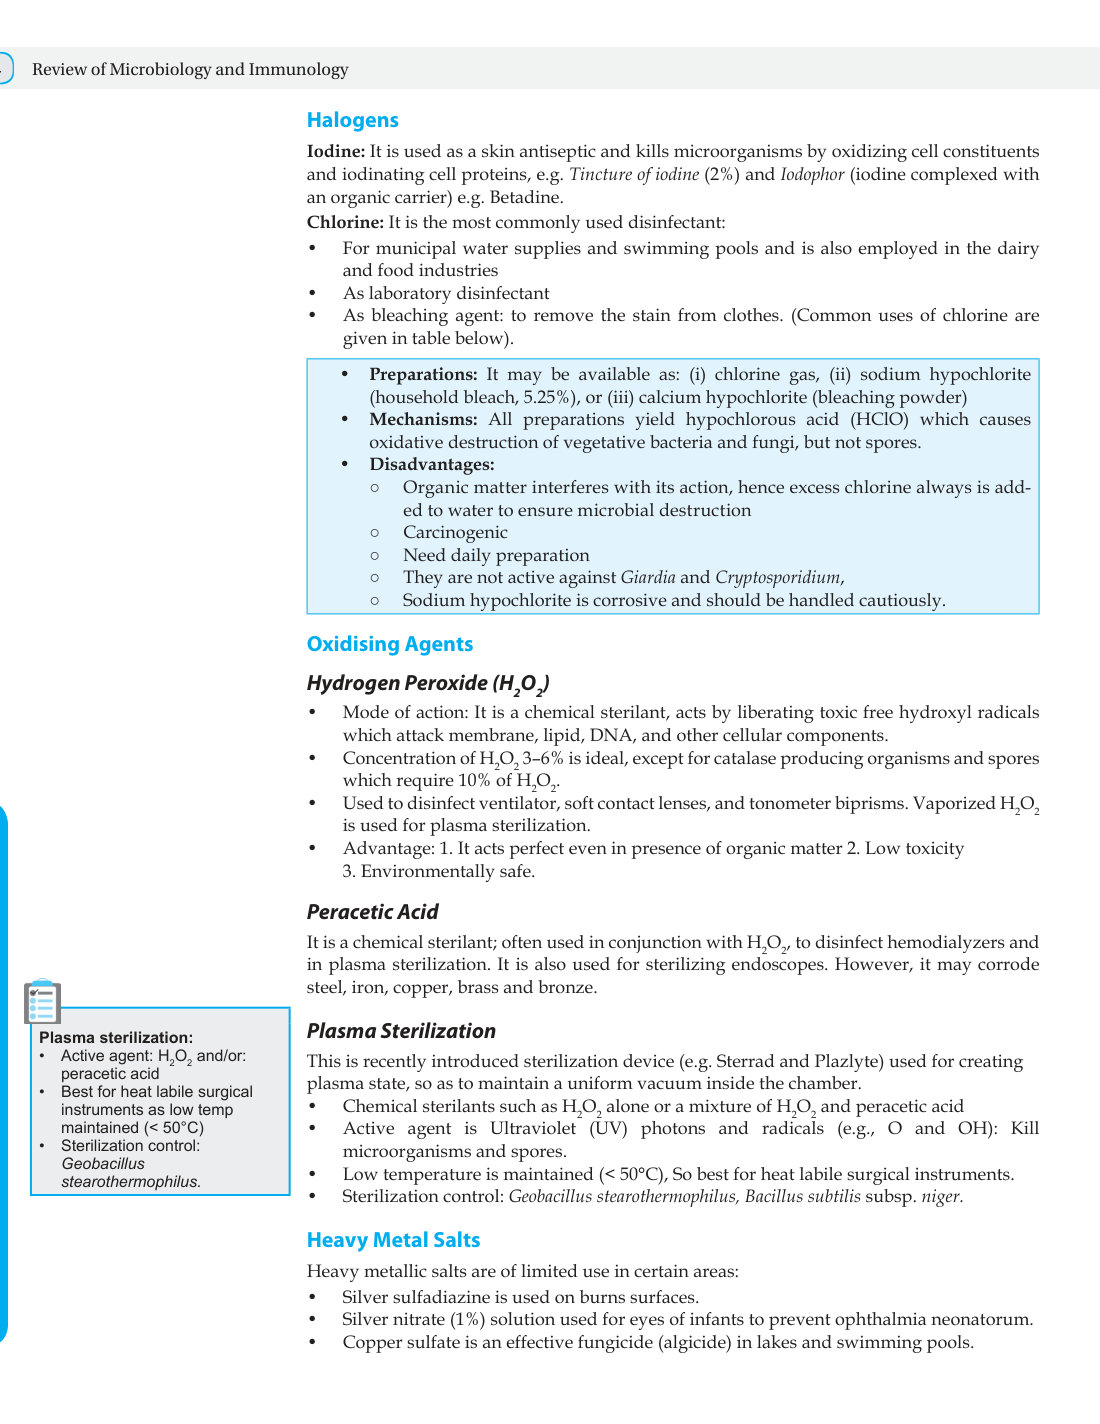 Review of Microbiology and Immunology
Halogens
Iodine: It is used as a skin antiseptic and kills microorganisms by oxidizing cell constituents
and iodinating cell proteins, e.g. Tincture of iodine (2%) and Iodophor (iodine complexed with
an organic carrier) e.g. Betadine.
Chlorine: It is the most commonly used disinfectant:
• For municipal water supplies and swimming pools and is also employed in the dairy
and food industries
• As laboratory disinfectant
• As bleaching agent: to remove the stain from clothes. (Common uses of chlorine are
given in table below).
• Preparations: It may be available as: (i) chlorine gas, (ii) sodium hypochlorite
(household bleach, 5.25%), or (iii) calcium hypochlorite (bleaching powder)
• Mechanisms: All preparations yield hypochlorous acid (HClO) which causes
oxidative destruction of vegetative bacteria and fungi, but not spores.
• Disadvantages:
○ Organic matter interferes with its action, hence excess chlorine always is add-
ed to water to ensure microbial destruction
○ Carcinogenic
○ Need daily preparation
○ They are not active against Giardia and Cryptosporidium,
○ Sodium hypochlorite is corrosive and should be handled cautiously.
Oxidising Agents
Hydrogen Peroxide (H₂O₂)
• Mode of action: It is a chemical sterilant, acts by liberating toxic free hydroxyl radicals
which attack membrane, lipid, DNA, and other cellular components.
• Concentration of H₂O₂ 3–6% is ideal, except for catalase producing organisms and spores
which require 10% of H₂O₂.
• Used to disinfect ventilator, soft contact lenses, and tonometer biprisms. Vaporized H₂O₂
is used for plasma sterilization.
• Advantage: 1. It acts perfect even in presence of organic matter 2. Low toxicity
3. Environmentally safe.
Peracetic Acid
It is a chemical sterilant; often used in conjunction with H₂O₂, to disinfect hemodialyzers and
in plasma sterilization. It is also used for sterilizing endoscopes. However, it may corrode
steel, iron, copper, brass and bronze.
Plasma sterilization:
• Active agent: H₂O₂ and/or:
peracetic acid
• Best for heat labile surgical
instruments as low temp
maintained (< 50°C)
• Sterilization control:
Geobacillus
stearothermophilus.
Plasma Sterilization
This is recently introduced sterilization device (e.g. Sterrad and Plazlyte) used for creating
plasma state, so as to maintain a uniform vacuum inside the chamber.
• Chemical sterilants such as H₂O₂ alone or a mixture of H₂O₂ and peracetic acid
• Active agent is Ultraviolet (UV) photons and radicals (e.g., O and OH): Kill
microorganisms and spores.
• Low temperature is maintained (< 50°C), So best for heat labile surgical instruments.
• Sterilization control: Geobacillus stearothermophilus, Bacillus subtilis subsp. niger.
Heavy Metal Salts
Heavy metallic salts are of limited use in certain areas:
• Silver sulfadiazine is used on burns surfaces.
• Silver nitrate (1%) solution used for eyes of infants to prevent ophthalmia neonatorum.
• Copper sulfate is an effective fungicide (algicide) in lakes and swimming pools.